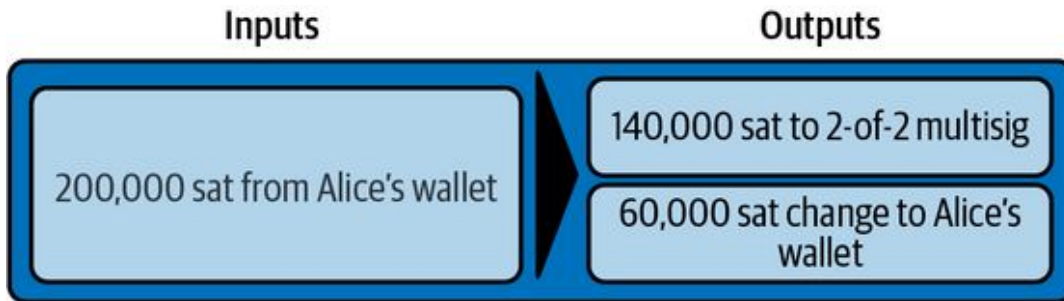 Inputs
Outputs
200,000 sat from Alice's wallet
140,000 sat to 2-of-2 multisig
60,000 sat change to Alice's
wallet